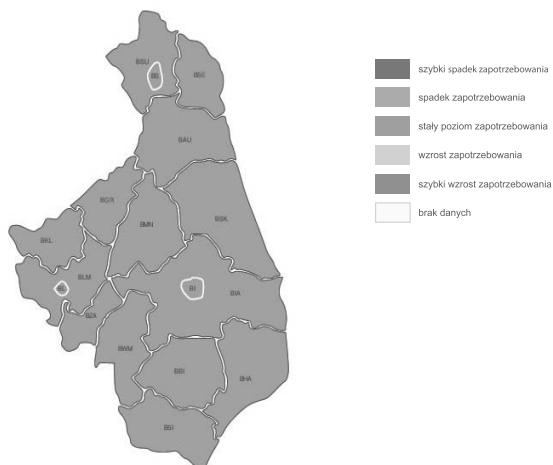 BSU
BS
BSE
BAU
BGR
BMN
BSK
BKL
BLM
BL
BZA
BI
BIA
BWM
BBI
BHA
BSI
szybki spadek zapotrzebowania
spadek zapotrzebowania
stały poziom zapotrzebowania
wzrost zapotrzebowania
szybki wzrost zapotrzebowania
brak danych